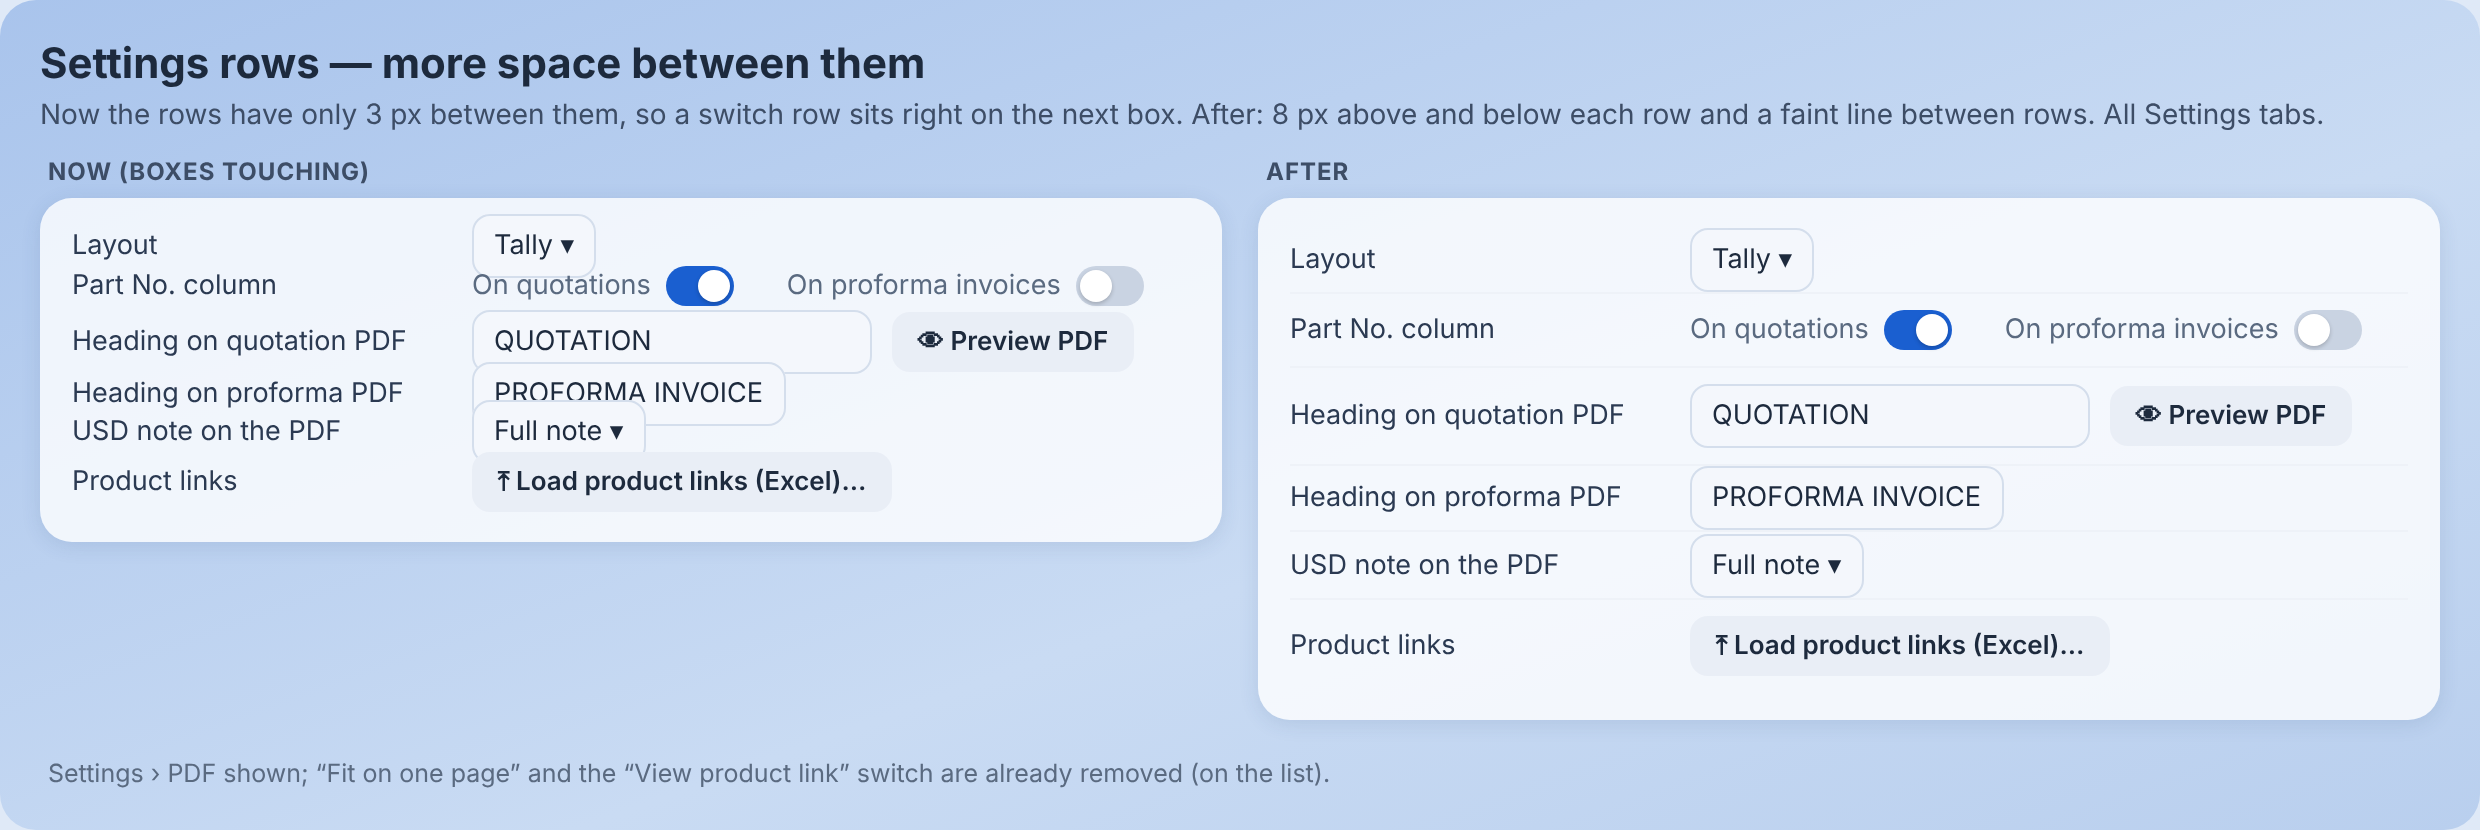 Settings rows — more space between them
Now the rows have only 3 px between them, so a switch row sits right on the next box. After: 8 px above and below each row and a faint line between rows. All Settings tabs.
NOW (BOXES TOUCHING)
Layout
Tally ▾
Part No. column
On quotations
On proforma invoices
Heading on quotation PDF
QUOTATION
👁 Preview PDF
Heading on proforma PDF
PROFORMA INVOICE
USD note on the PDF
Full note ▾
Product links
⤒ Load product links (Excel)…
AFTER
Layout
Tally ▾
Part No. column
On quotations
On proforma invoices
Heading on quotation PDF
QUOTATION
👁 Preview PDF
Heading on proforma PDF
PROFORMA INVOICE
USD note on the PDF
Full note ▾
Product links
⤒ Load product links (Excel)…
Settings › PDF shown; “Fit on one page” and the “View product link” switch are already removed (on the list).